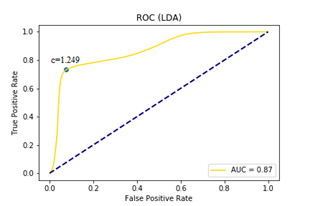 ROC (LDA)
1.0
0.8
0.6
0.4
0.2
0.0
c=1.249
True Positive Rate
AUC = 0.87
0.0 0.2 0.4 0.6 0.8 1.0
False Positive Rate